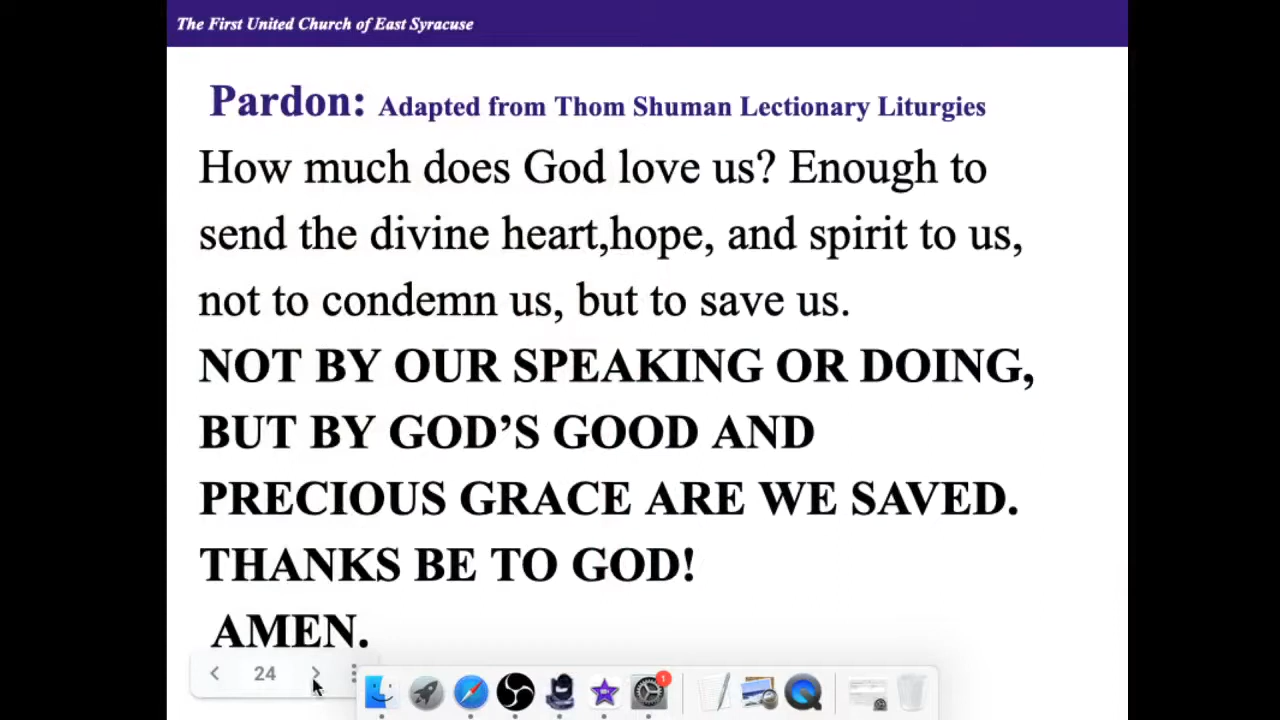 The First United Church of East Syracuse
Pardon: Adapted from Thom Shuman Lectionary Liturgies
How much does God love us? Enough to
send the divine heart,hope, and spirit to us,
not to condemn us, but to save us.
NOT BY OUR SPEAKING OR DOING,
BUT BY GOD’S GOOD AND
PRECIOUS GRACE ARE WE SAVED.
THANKS BE TO GOD!
AMEN.
24
1